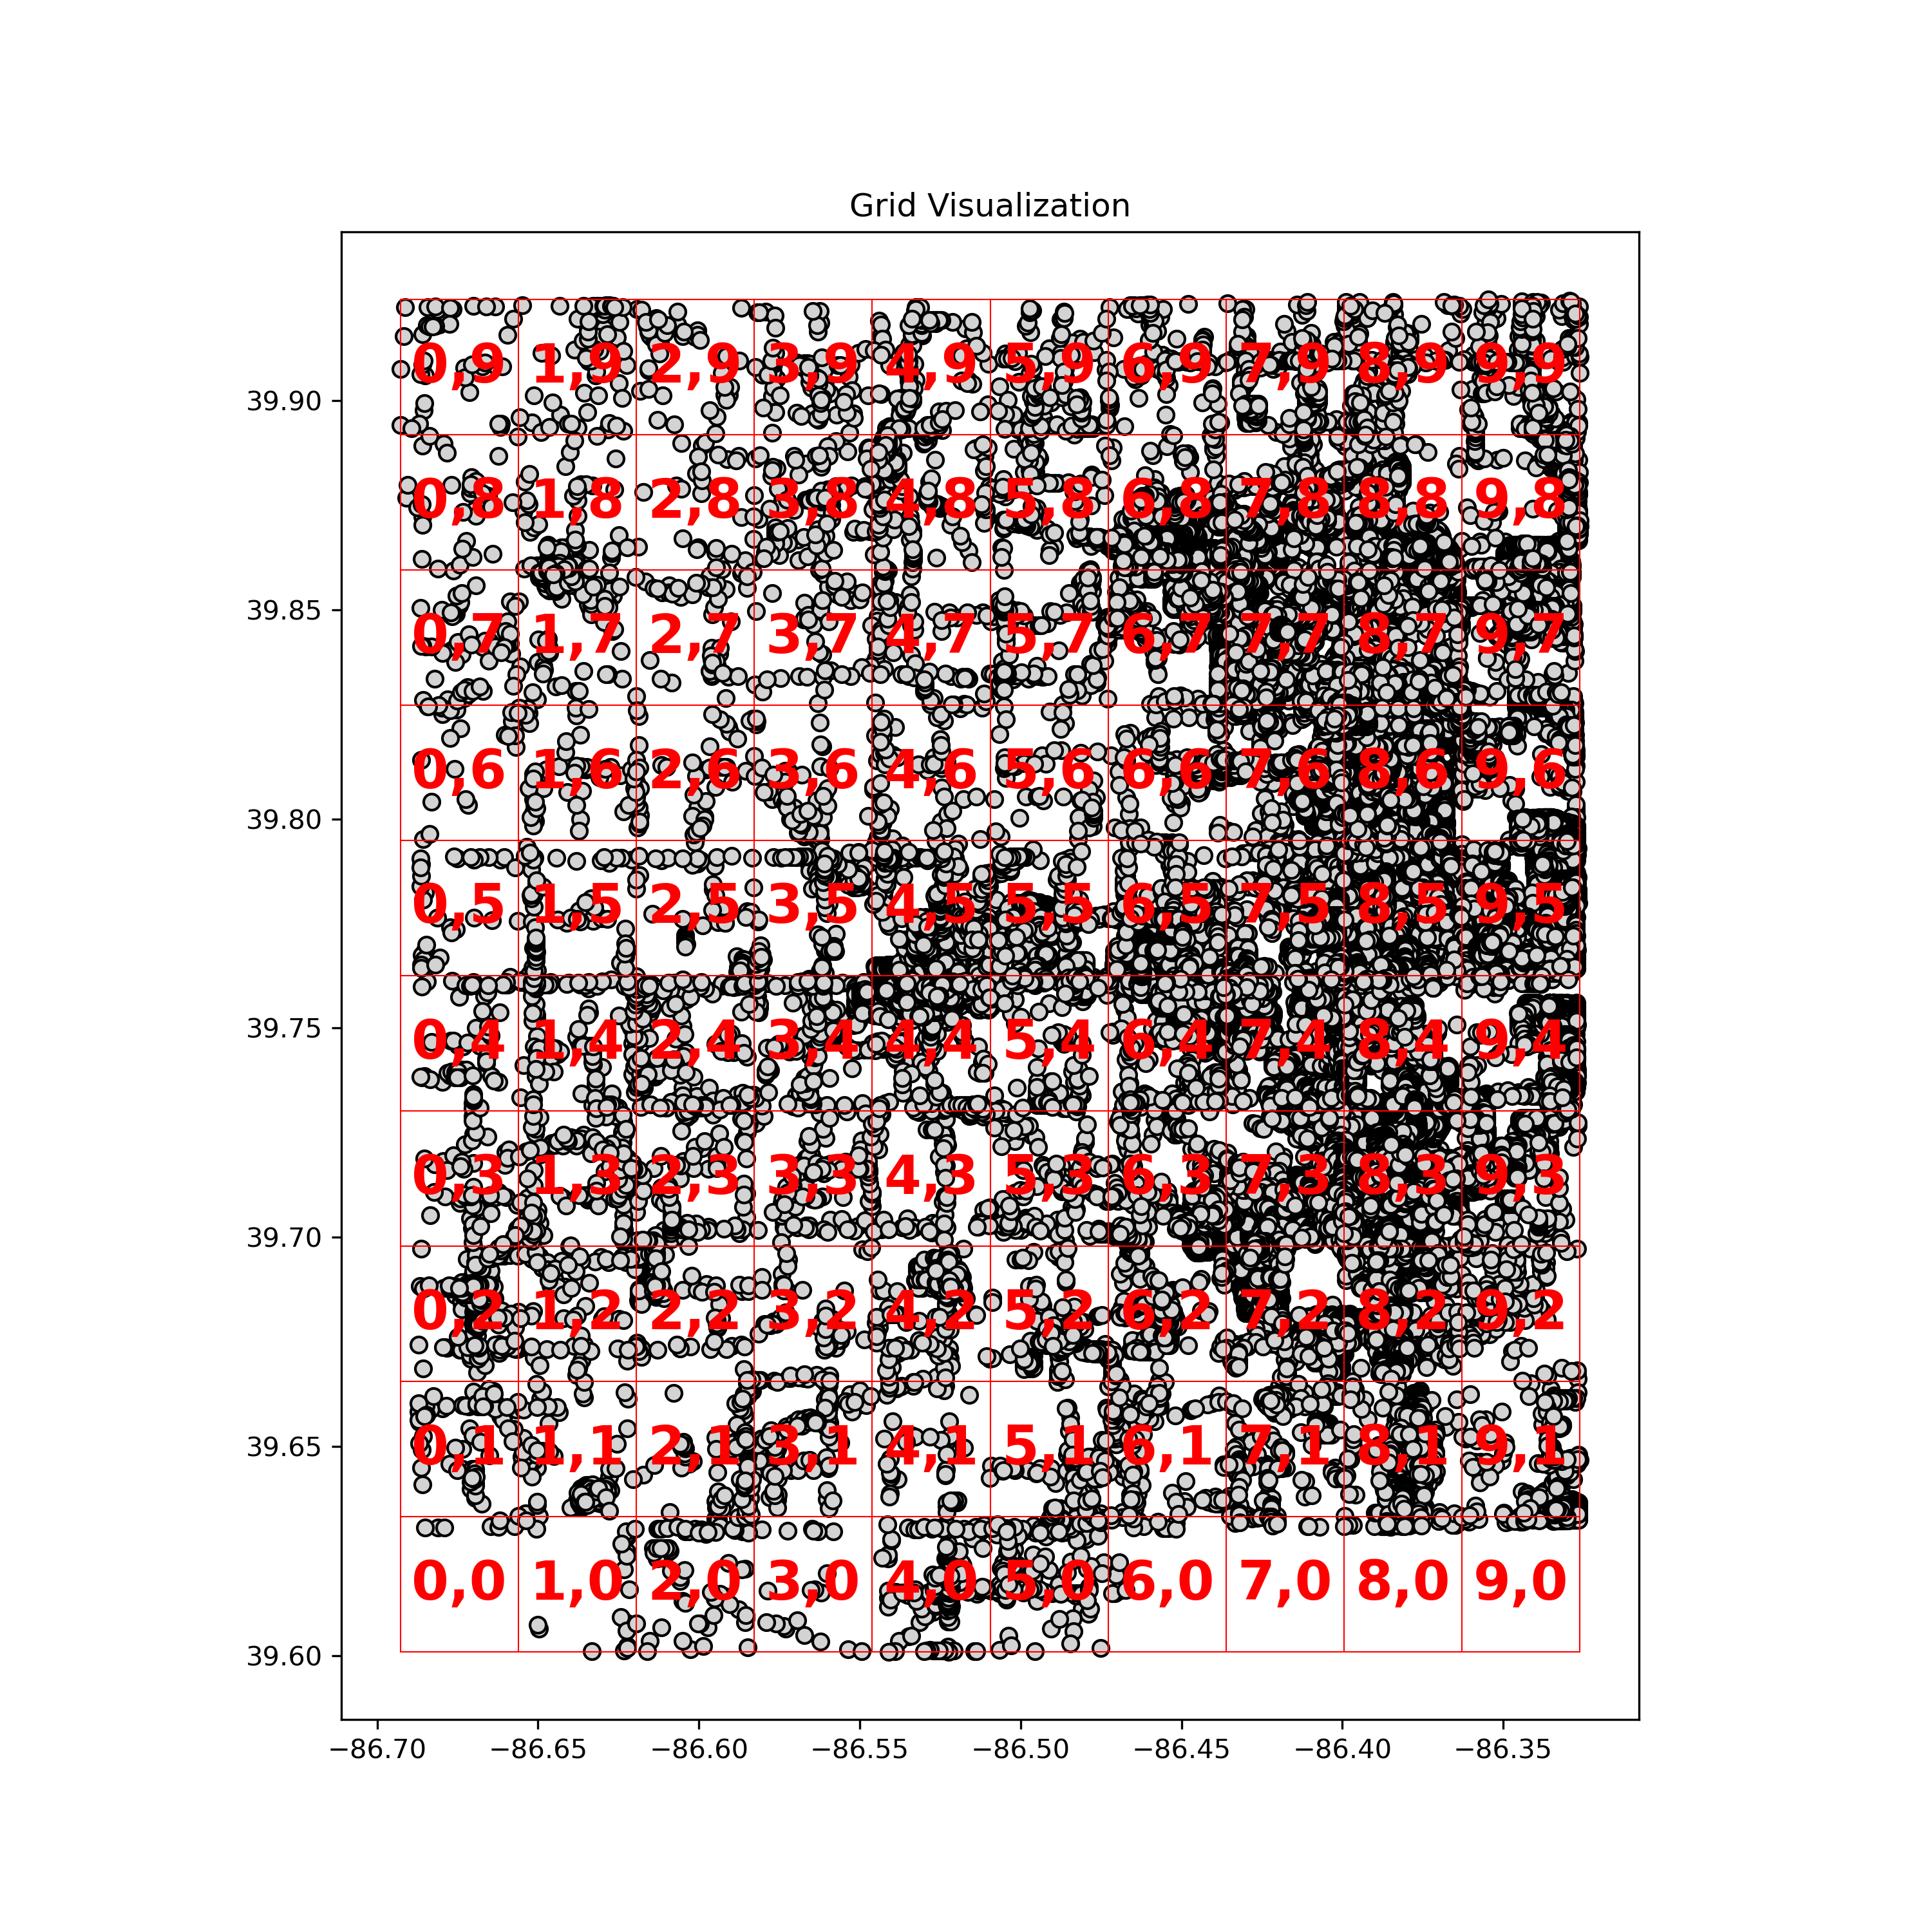 Grid Visualization
39.90
39.85
39.80
39.75
39.70
39.65
39.60
0,9 1,9 2,9 3,9 4,9 5,9 6,9 7,9 8,9 9,9
0,8 1,8 2,8 3,8 4,8 5,8 6,8 7,8 8,8 9,8
0,7 1,7 2,7 3,7 4,7 5,7 6,7 7,7 8,7 9,7
0,6 1,6 2,6 3,6 4,6 5,6 6,6 7,6 8,6 9,6
0,5 1,5 2,5 3,5 4,5 5,5 6,5 7,5 8,5 9,5
0,4 1,4 2,4 3,4 4,4 5,4 6,4 7,4 8,4 9,4
0,3 1,3 2,3 3,3 4,3 5,3 6,3 7,3 8,3 9,3
0,2 1,2 2,2 3,2 4,2 5,2 6,2 7,2 8,2 9,2
0,1 1,1 2,1 3,1 4,1 5,1 6,1 7,1 8,1 9,1
0,0 1,0 2,0 3,0 4,0 5,0 6,0 7,0 8,0 9,0
−86.70 −86.65 −86.60 −86.55 −86.50 −86.45 −86.40 −86.35